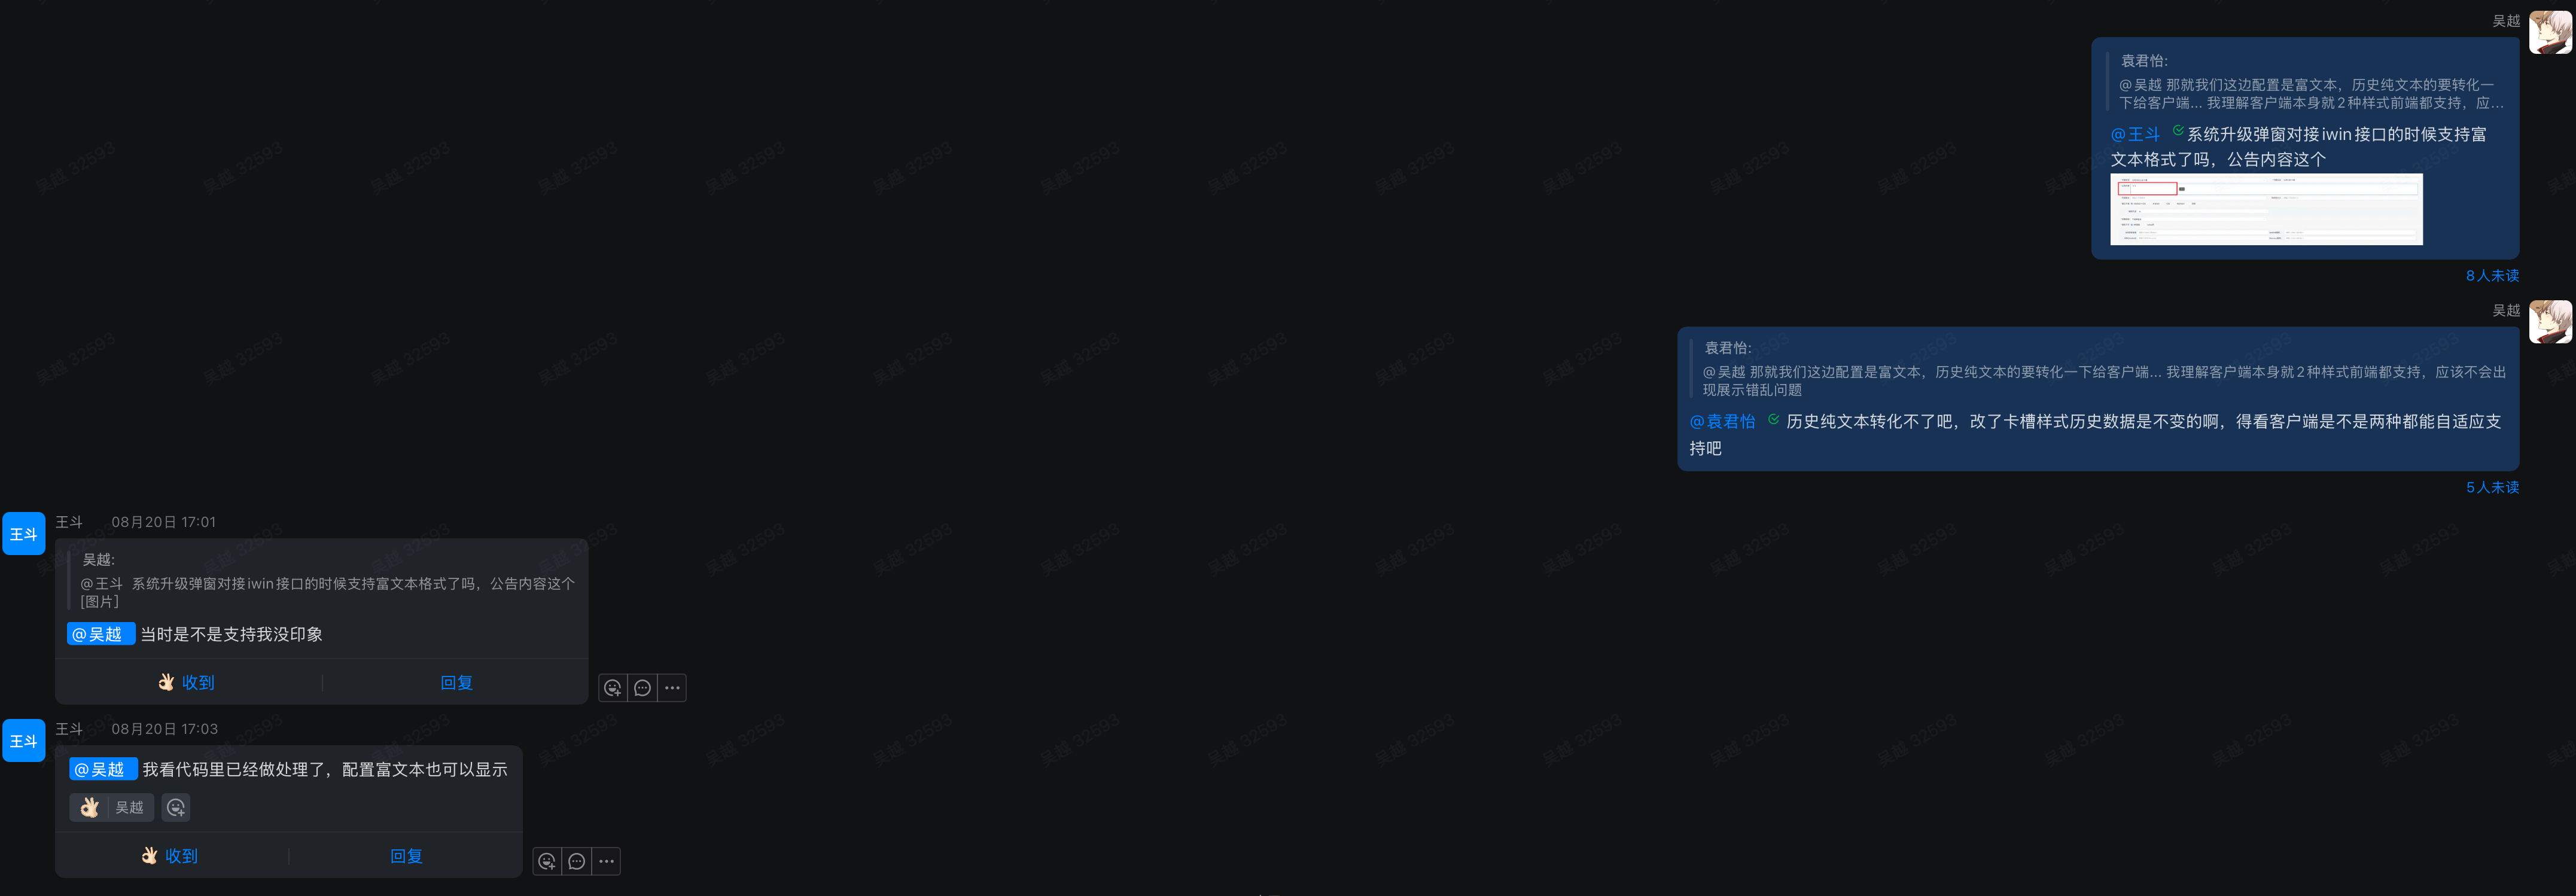 吴越
袁君怡:
@吴越 那就我们这边配置是富文本，历史纯文本的要转化一
下给客户端... 我理解客户端本身就2种样式前端都支持，应...
@王斗 系统升级弹窗对接iwin接口的时候支持富
文本格式了吗，公告内容这个
8人未读
吴越
袁君怡:
@吴越 那就我们这边配置是富文本，历史纯文本的要转化一下给客户端... 我理解客户端本身就2种样式前端都支持，应该不会出
现展示错乱问题
@袁君怡 历史纯文本转化不了吧，改了卡槽样式历史数据是不变的啊，得看客户端是不是两种都能自适应支
持吧
5人未读
王斗
王斗 08月20日 17:01
吴越:
@王斗 系统升级弹窗对接iwin接口的时候支持富文本格式了吗，公告内容这个
[图片]
@吴越 当时是不是支持我没印象
收到 回复
王斗
王斗 08月20日 17:03
@吴越 我看代码里已经做处理了，配置富文本也可以显示
吴越
收到 回复
吴越 32593